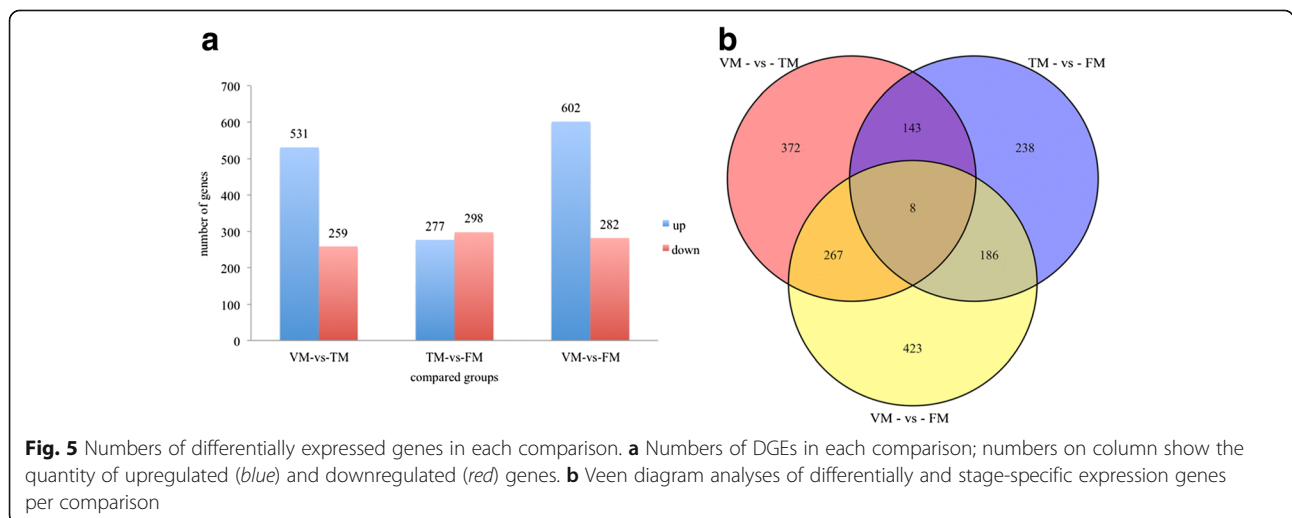 a
700
600
500
400
300
200
100
0
number of genes
531
259
277
298
602
282
VM-vs-TM
TM-vs-FM
VM-vs-FM
compared groups
up
down
b
VM - vs - TM
TM - vs - FM
372
143
238
8
267
186
423
VM - vs - FM
Fig. 5 Numbers of differentially expressed genes in each comparison. a Numbers of DGEs in each comparison; numbers on column show the
quantity of upregulated (blue) and downregulated (red) genes. b Veen diagram analyses of differentially and stage-specific expression genes
per comparison